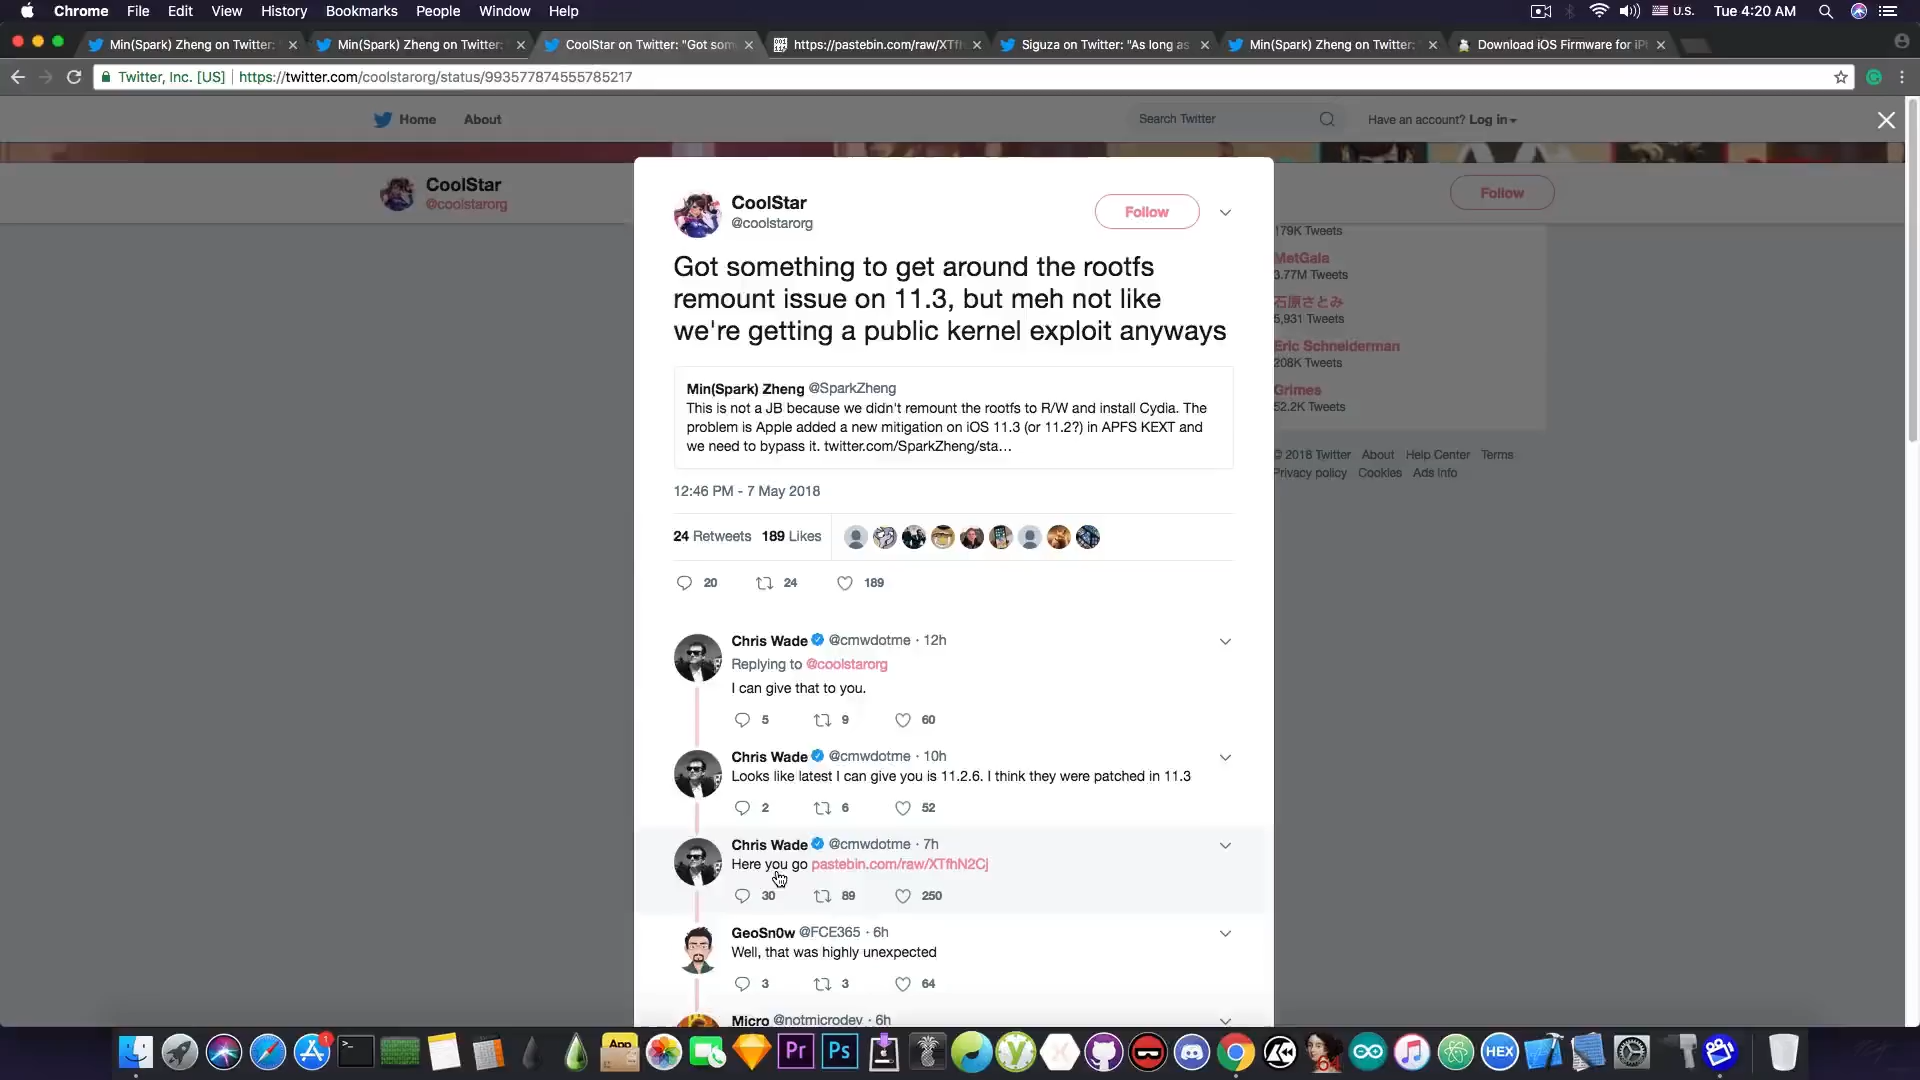 Chrome File Edit View History Bookmarks People Window Help U.S. Tue 4:20 AM
Min(Spark) Zheng on Twitter: Min(Spark) Zheng on Twitter: CoolStar on Twitter: "Got som https://pastebin.com/raw/XTfh Siguza on Twitter: "As long as Min(Spark) Zheng on Twitter: Download iOS Firmware for iP
Twitter, Inc. [US] https://twitter.com/coolstarorg/status/993577874555785217
Home About Search Twitter Have an account? Log in
CoolStar
@coolstarorg
Follow
CoolStar
@coolstarorg
Follow
Got something to get around the rootfs
remount issue on 11.3, but meh not like
we're getting a public kernel exploit anyways
Min(Spark) Zheng @SparkZheng
This is not a JB because we didn't remount the rootfs to R/W and install Cydia. The
problem is Apple added a new mitigation on iOS 11.3 (or 11.2?) in APFS KEXT and
we need to bypass it. twitter.com/SparkZheng/sta…
12:46 PM - 7 May 2018
24 Retweets 189 Likes
20 24 189
Chris Wade @cmwdotme · 12h
Replying to @coolstarorg
I can give that to you.
5 9 60
Chris Wade @cmwdotme · 10h
Looks like latest I can give you is 11.2.6. I think they were patched in 11.3
2 6 52
Chris Wade @cmwdotme · 7h
Here you go pastebin.com/raw/XTfhN2Cj
30 89 250
GeoSn0w @FCE365 · 6h
Well, that was highly unexpected
3 3 64
Micro @notmicrodev · 6h
179K Tweets
MetGala
3.77M Tweets
石原さとみ
5,931 Tweets
Eric Schneiderman
208K Tweets
Grimes
52.2K Tweets
© 2018 Twitter About Help Center Terms
Privacy policy Cookies Ads info
App
Pr
Ps
64
HEX
1